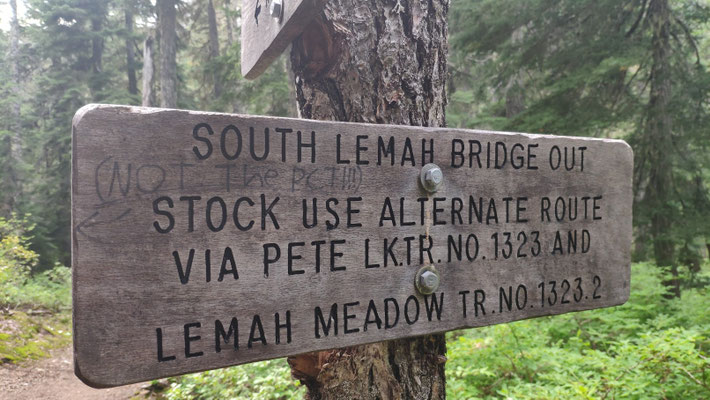 SOUTH LEMAH BRIDGE OUT
(NOT The PCT!!!)
STOCK USE ALTERNATE ROUTE
VIA PETE LK.TR.NO.1323 AND
LEMAH MEADOW TR.NO.1323.2